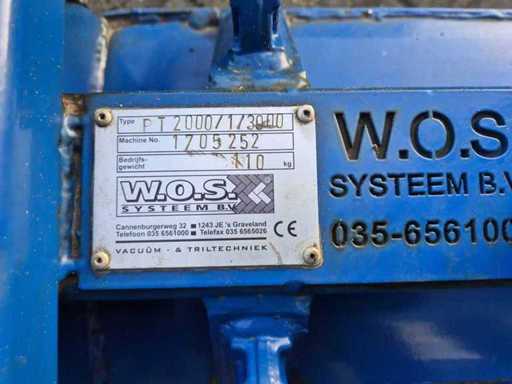 Type PT 2000/1/3000
Machine No. 1705252
Bedrijfs-
gewicht 110 kg
W.O.S.
SYSTEEM B.V.
Cannenburgerweg 32 ■ 1243 JE 's Graveland
Telefoon 035 6561000 ■ Telefax 035 6565026
CE
VACUÜM - & TRILTECHNIEK
W.O.S.
SYSTEEM B.V
035-656100